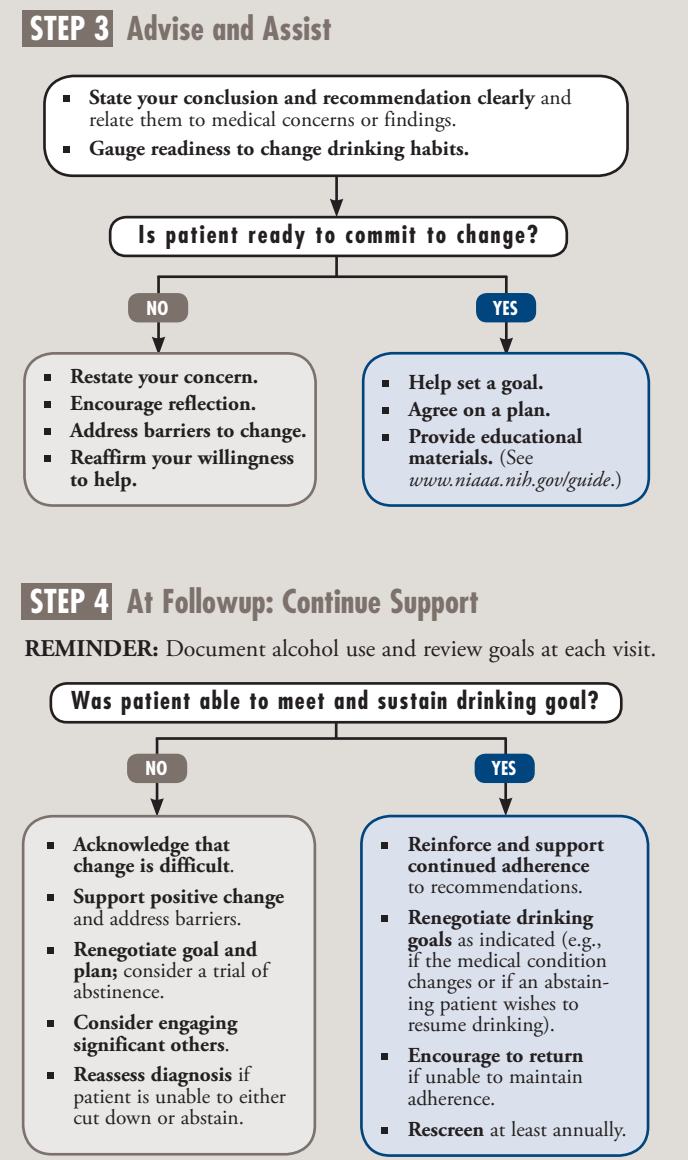 STEP 3 Advise and Assist
▪ State your conclusion and recommendation clearly and
relate them to medical concerns or findings.
▪ Gauge readiness to change drinking habits.
Is patient ready to commit to change?
NO
▪ Restate your concern.
▪ Encourage reflection.
▪ Address barriers to change.
▪ Reaffirm your willingness
to help.
YES
▪ Help set a goal.
▪ Agree on a plan.
▪ Provide educational
materials. (See
www.niaaa.nih.gov/guide.)
STEP 4 At Followup: Continue Support
REMINDER: Document alcohol use and review goals at each visit.
Was patient able to meet and sustain drinking goal?
NO
▪ Acknowledge that
change is difficult.
▪ Support positive change
and address barriers.
▪ Renegotiate goal and
plan; consider a trial of
abstinence.
▪ Consider engaging
significant others.
▪ Reassess diagnosis if
patient is unable to either
cut down or abstain.
YES
▪ Reinforce and support
continued adherence
to recommendations.
▪ Renegotiate drinking
goals as indicated (e.g.,
if the medical condition
changes or if an abstain-
ing patient wishes to
resume drinking).
▪ Encourage to return
if unable to maintain
adherence.
▪ Rescreen at least annually.